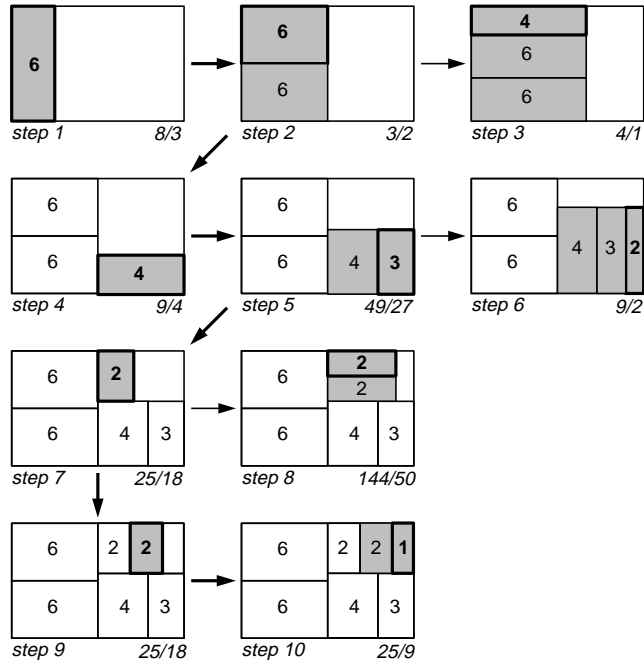 6
step 1 8/3
6
6
step 2 3/2
4
6
6
step 3 4/1
6
6
4
step 4 9/4
6
6
4 3
step 5 49/27
6
6
4 3 2
step 6 9/2
6 2
6 4 3
step 7 25/18
6 2
2
6 4 3
step 8 144/50
6 2 2
6 4 3
step 9 25/18
6 2 2 1
6 4 3
step 10 25/9